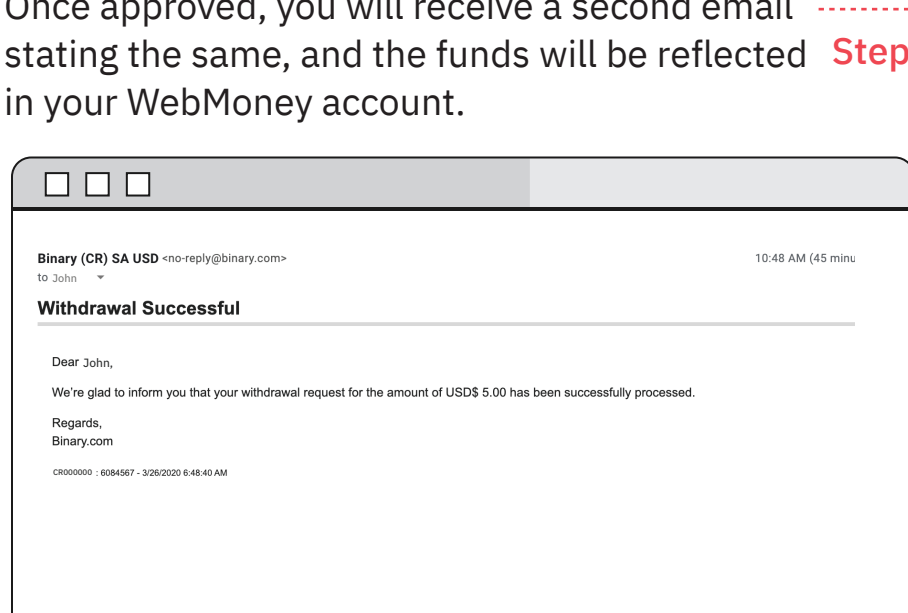 Once approved, you will receive a second email
stating the same, and the funds will be reflected
in your WebMoney account.
Step
Binary (CR) SA USD <no-reply@binary.com>
10:48 AM (45 minu
to John
Withdrawal Successful
Dear John,
We're glad to inform you that your withdrawal request for the amount of USD$ 5.00 has been successfully processed.
Regards,
Binary.com
CR000000 : 6084567 - 3/26/2020 6:48:40 AM